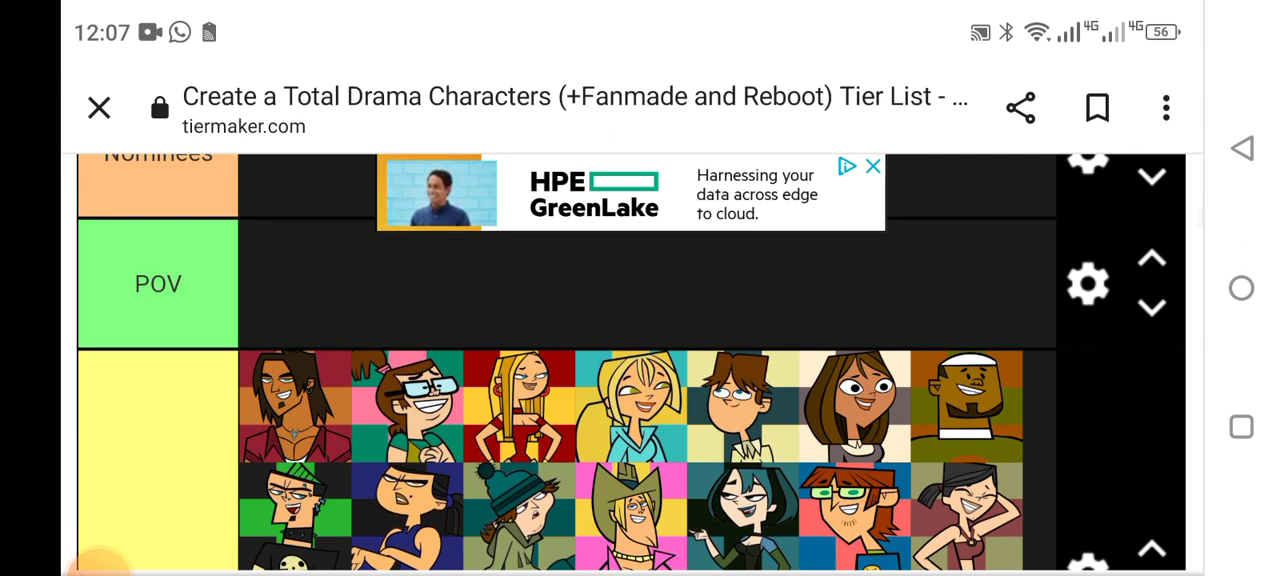 12:07
4G
4G
56
Create a Total Drama Characters (+Fanmade and Reboot) Tier List - ...
tiermaker.com
Nominees
HPE
GreenLake
Harnessing your
data across edge
to cloud.
POV